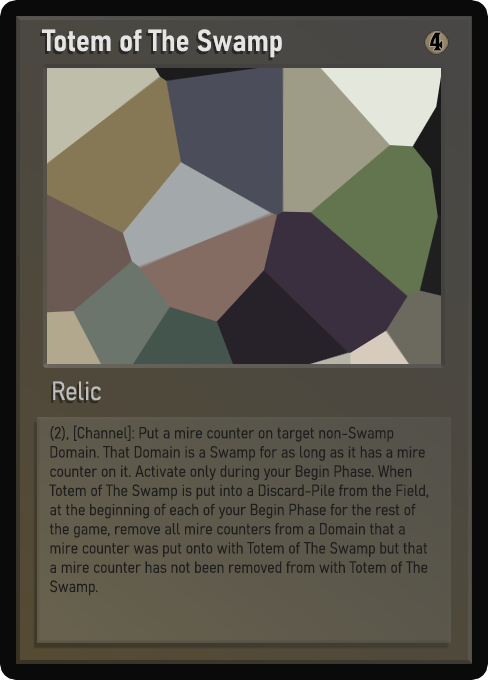 Totem of The Swamp
4
Relic
(2), [Channel]: Put a mire counter on target non-Swamp
Domain. That Domain is a Swamp for as long as it has a mire
counter on it. Activate only during your Begin Phase. When
Totem of The Swamp is put into a Discard-Pile from the Field,
at the beginning of each of your Begin Phase for the rest of
the game, remove all mire counters from a Domain that a
mire counter was put onto with Totem of The Swamp but that
a mire counter has not been removed from with Totem of The
Swamp.